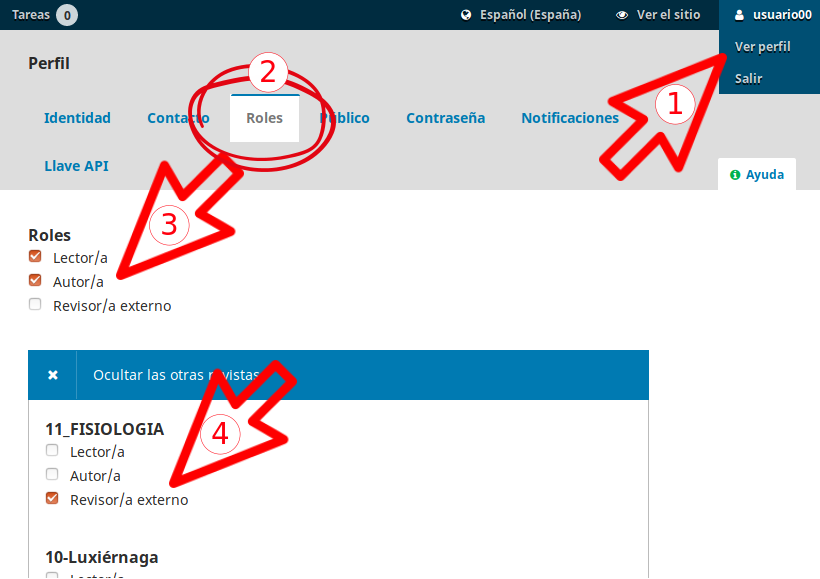 Tareas 0 Español (España) Ver el sitio usuario00
Ver perfil
Salir
Perfil
2
1
Identidad Contacto Roles Público Contraseña Notificaciones
Llave API
Ayuda
3
Roles
Lector/a
Autor/a
Revisor/a externo
Ocultar las otras revistas
11_FISIOLOGIA
4
Lector/a
Autor/a
Revisor/a externo
10-Luxiérnaga
Lector/a